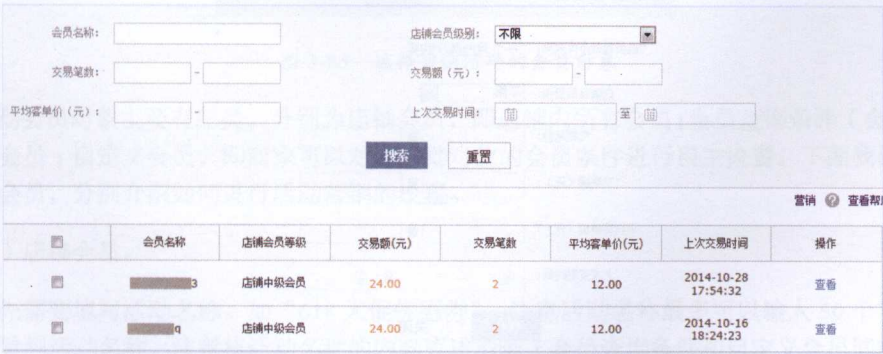 会员名称： 店铺会员级别： 不限
交易笔数： - 交易额（元）： -
平均客单价（元）： - 上次交易时间： 至
搜索 重置
营销 ? 查看帮
会员名称 店铺会员等级 交易额(元) 交易笔数 平均客单价(元) 上次交易时间 操作
3 店铺中级会员 24.00 2 12.00 2014-10-28 17:54:32 查看
q 店铺中级会员 24.00 2 12.00 2014-10-16 18:24:23 查看